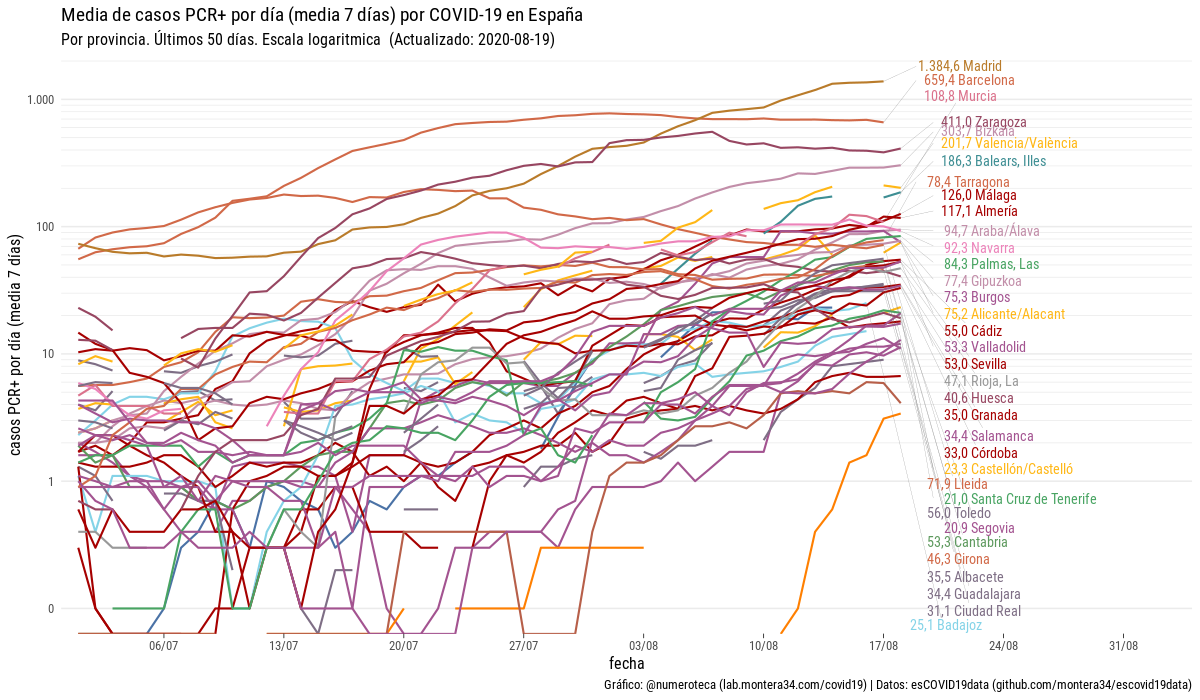 Media de casos PCR+ por día (media 7 días) por COVID-19 en España
Por provincia. Últimos 50 días. Escala logaritmica (Actualizado: 2020-08-19)
casos PCR+ por día (media 7 días)
1.000
100
10
1
0
1.384,6 Madrid
659,4 Barcelona
108,8 Murcia
411,0 Zaragoza
303,7 Bizkaia
201,7 Valencia/València
186,3 Balears, Illes
78,4 Tarragona
126,0 Málaga
117,1 Almería
94,7 Araba/Álava
92,3 Navarra
84,3 Palmas, Las
77,4 Gipuzkoa
75,3 Burgos
75,2 Alicante/Alacant
55,0 Cádiz
53,3 Valladolid
53,0 Sevilla
47,1 Rioja, La
40,6 Huesca
35,0 Granada
34,4 Salamanca
33,0 Córdoba
23,3 Castellón/Castelló
71,9 Lleida
21,0 Santa Cruz de Tenerife
56,0 Toledo
20,9 Segovia
53,3 Cantabria
46,3 Girona
35,5 Albacete
34,4 Guadalajara
31,1 Ciudad Real
25,1 Badajoz
06/07 13/07 20/07 27/07 03/08 10/08 17/08 24/08 31/08
fecha
Gráfico: @numeroteca (lab.montera34.com/covid19) | Datos: esCOVID19data (github.com/montera34/escovid19data)